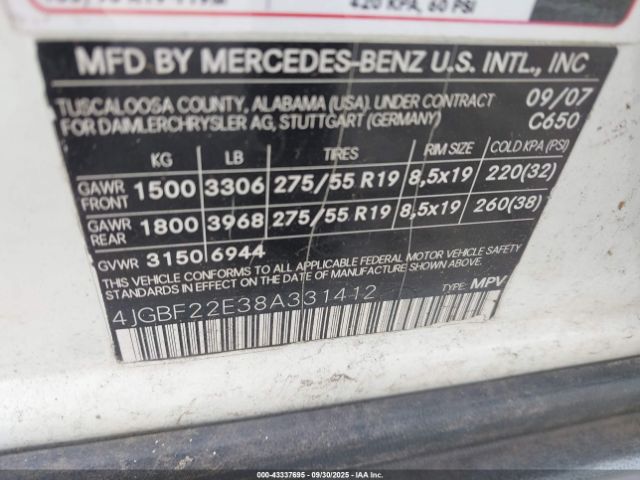 420 KPA, 60 PSI
MFD BY MERCEDES-BENZ U.S. INTL., INC
TUSCALOOSA COUNTY, ALABAMA (USA). UNDER CONTRACT 09/07
FOR DAIMLERCHRYSLER AG, STUTTGART (GERMANY) C650
KG LB TIRES RIM SIZE COLD KPA (PSI)
GAWR FRONT 1500 3306 275/55 R19 8,5x19 220(32)
GAWR REAR 1800 3968 275/55 R19 8,5x19 260(38)
GVWR 3150 6944
THIS VEHICLE CONFORMS TO ALL APPLICABLE FEDERAL MOTOR VEHICLE SAFETY
STANDARDS IN EFFECT ON THE DATE OF MANUFACTURE SHOWN ABOVE.
4JGBF22E38A331412 TYPE: MPV
000-43337695 - 09/30/2025 -